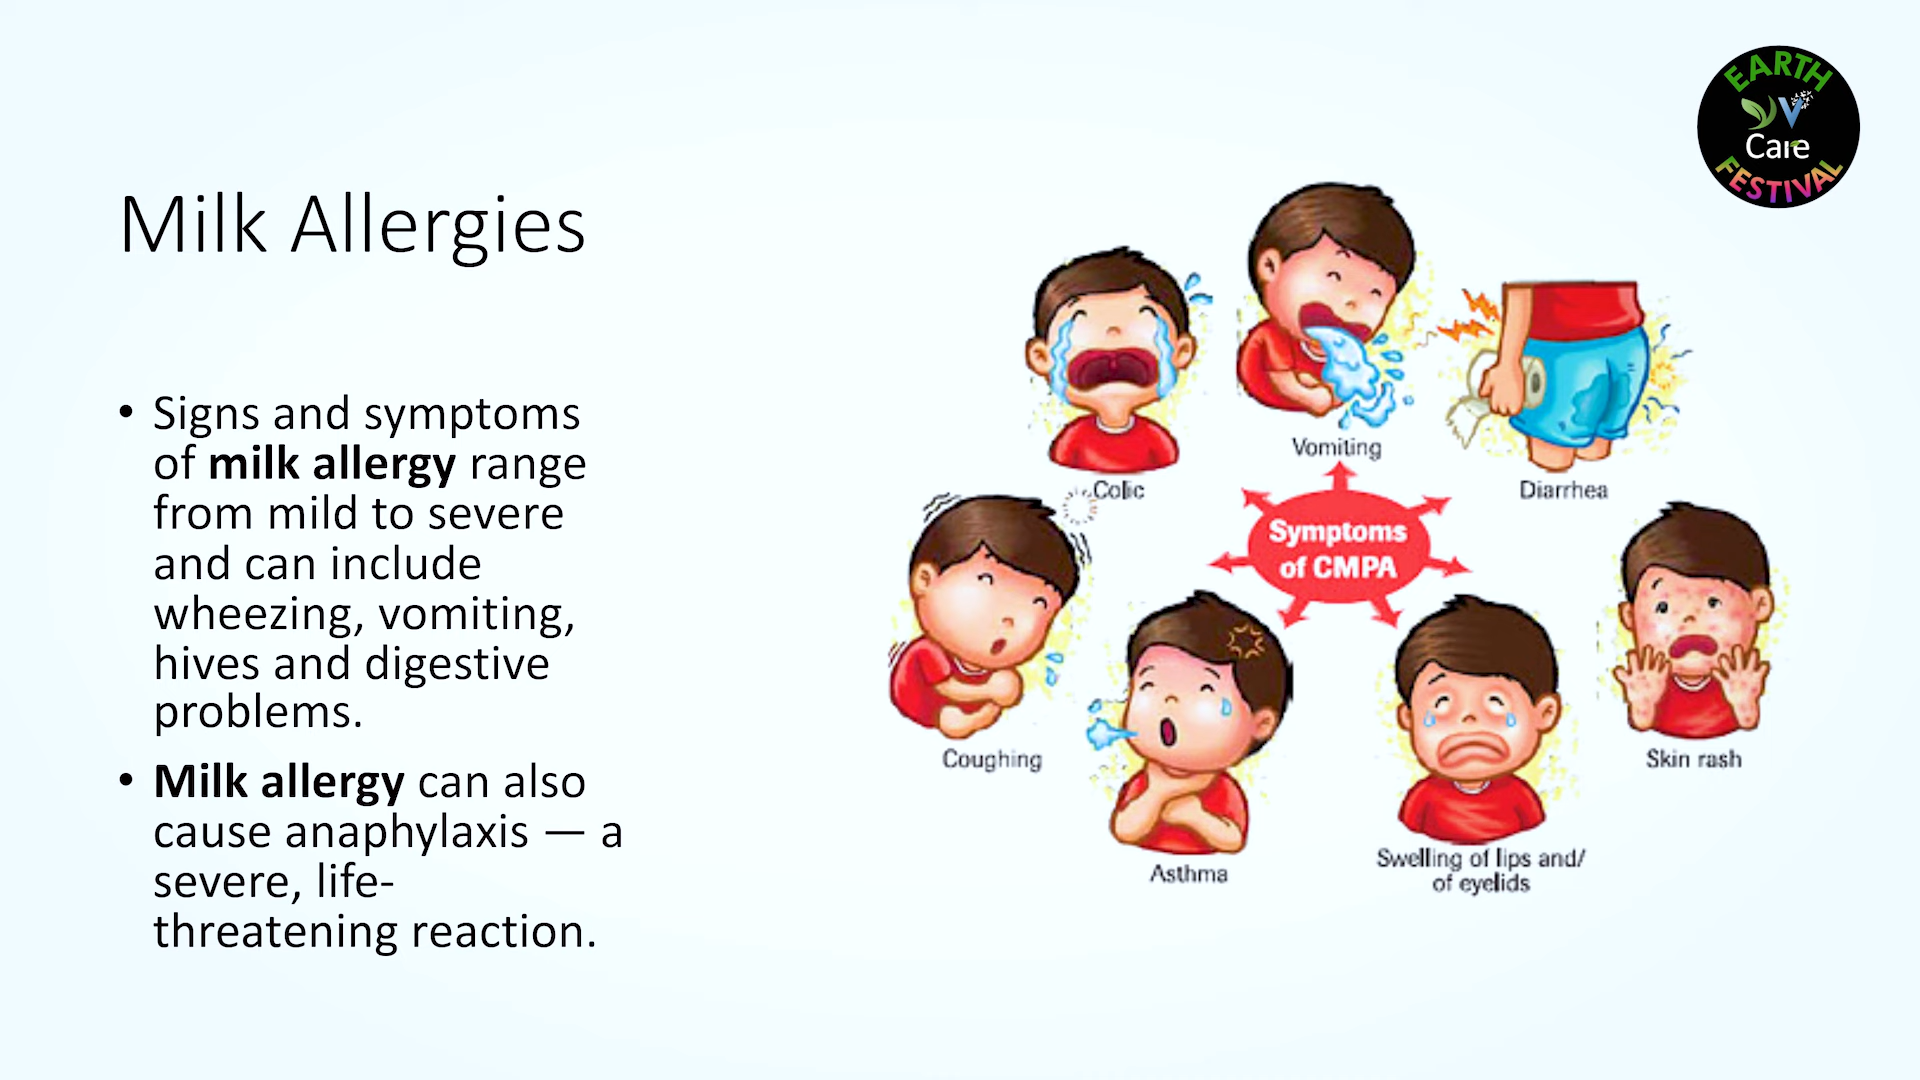 EARTH
V
Care
FESTIVAL
Milk Allergies
• Signs and symptoms
of milk allergy range
from mild to severe
and can include
wheezing, vomiting,
hives and digestive
problems.
• Milk allergy can also
cause anaphylaxis — a
severe, life-
threatening reaction.
Colic
Vomiting
Diarrhea
Symptoms
of CMPA
Coughing
Asthma
Swelling of lips and/
of eyelids
Skin rash